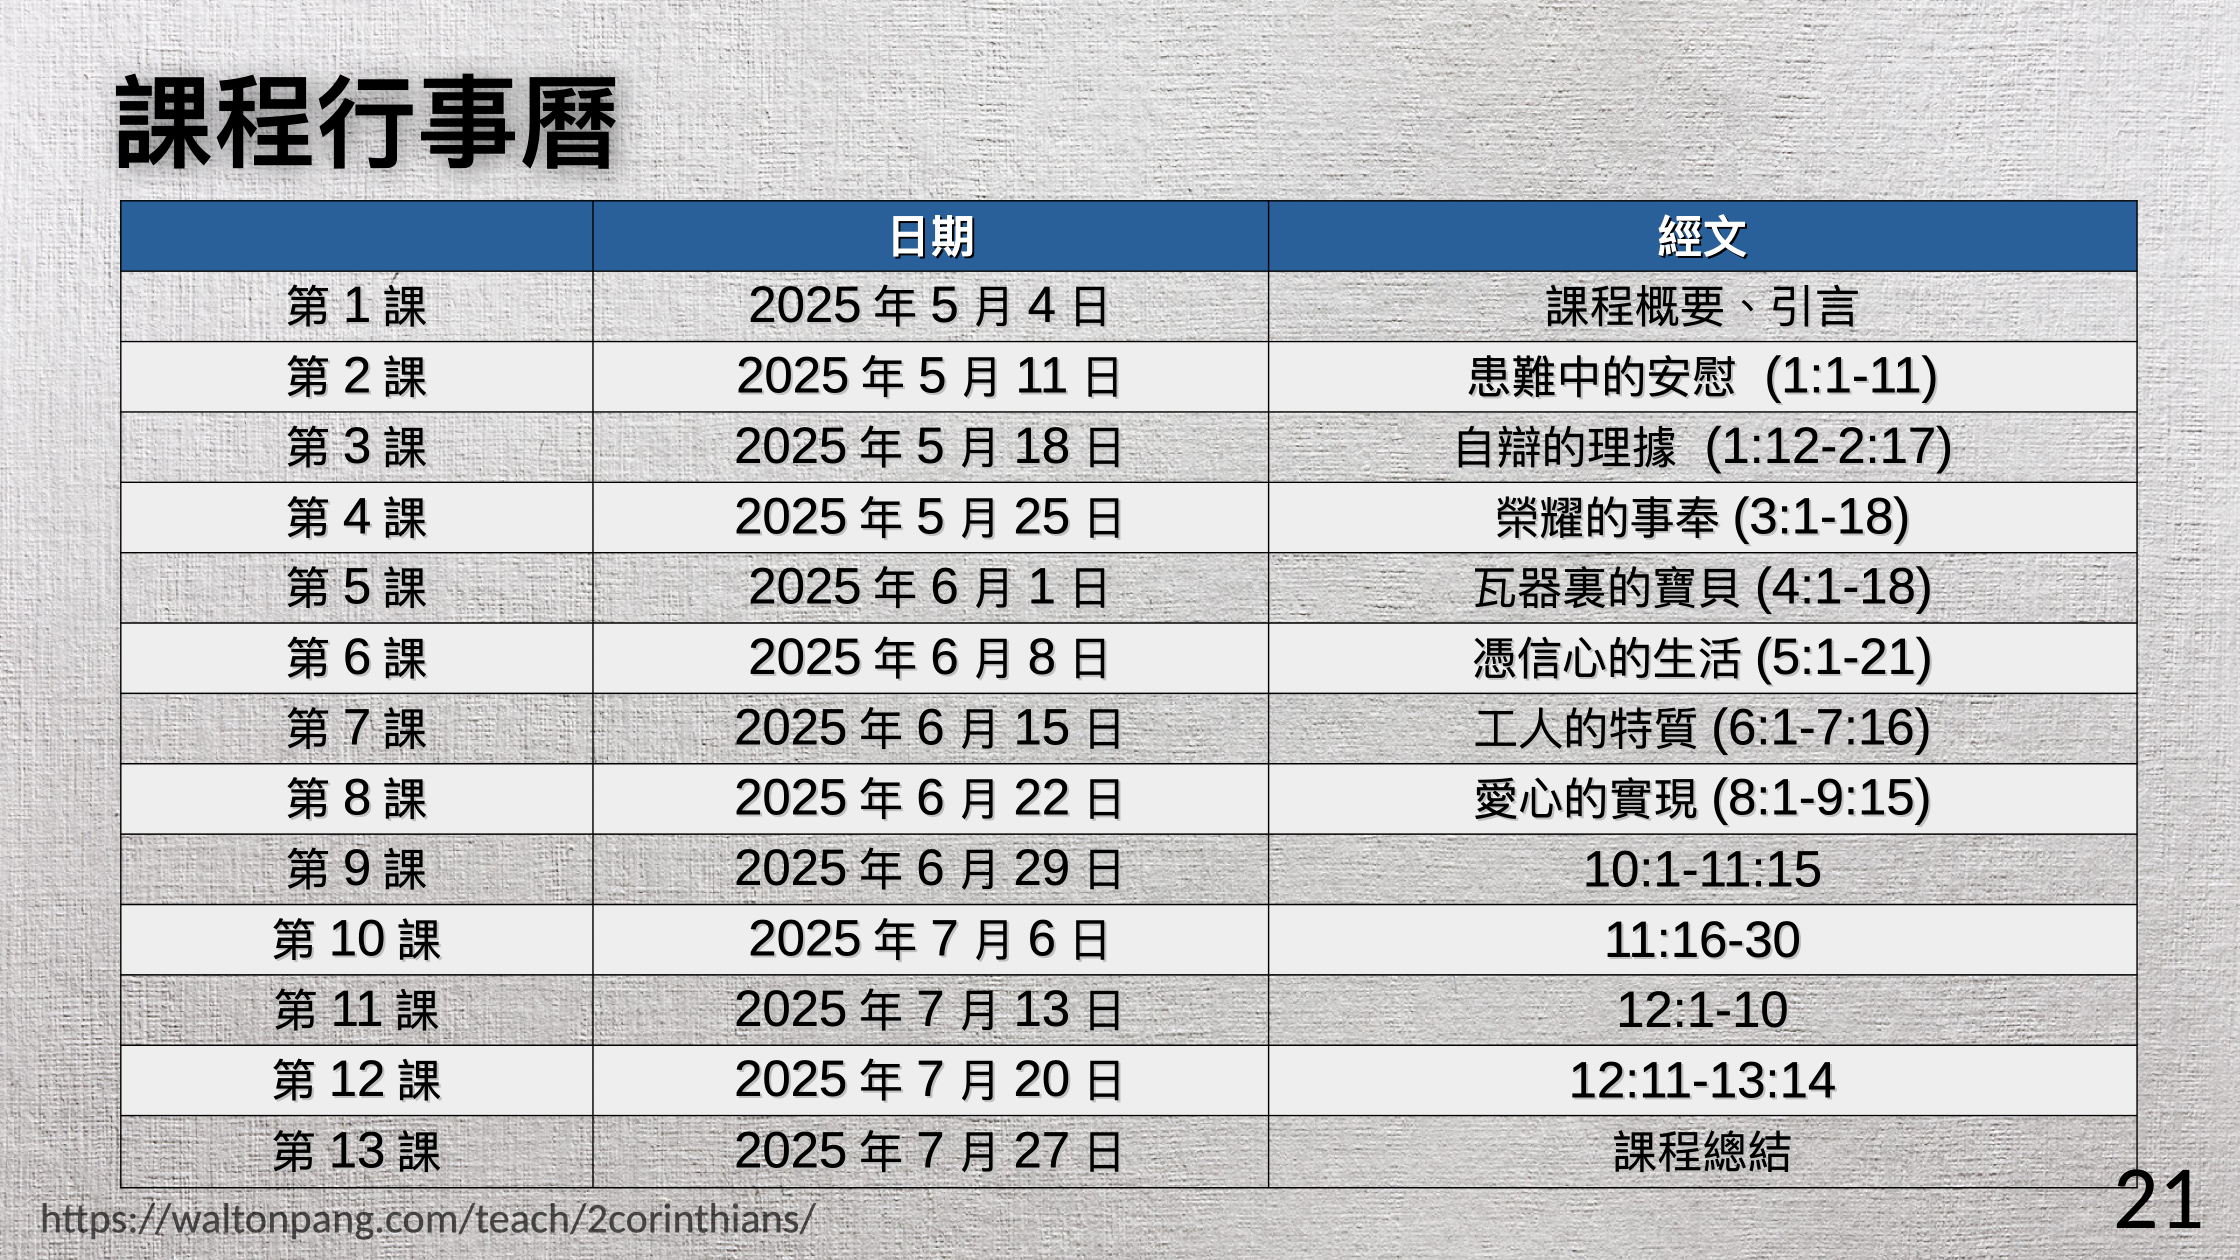 課程行事曆
日期 經文
第 1 課 2025 年 5 月 4 日 課程概要、引言
第 2 課 2025 年 5 月 11 日 患難中的安慰 (1:1-11)
第 3 課 2025 年 5 月 18 日 自辯的理據 (1:12-2:17)
第 4 課 2025 年 5 月 25 日 榮耀的事奉 (3:1-18)
第 5 課 2025 年 6 月 1 日 瓦器裏的寶貝 (4:1-18)
第 6 課 2025 年 6 月 8 日 憑信心的生活 (5:1-21)
第 7 課 2025 年 6 月 15 日 工人的特質 (6:1-7:16)
第 8 課 2025 年 6 月 22 日 愛心的實現 (8:1-9:15)
第 9 課 2025 年 6 月 29 日 10:1-11:15
第 10 課 2025 年 7 月 6 日 11:16-30
第 11 課 2025 年 7 月 13 日 12:1-10
第 12 課 2025 年 7 月 20 日 12:11-13:14
第 13 課 2025 年 7 月 27 日 課程總結
https://waltonpang.com/teach/2corinthians/ 21